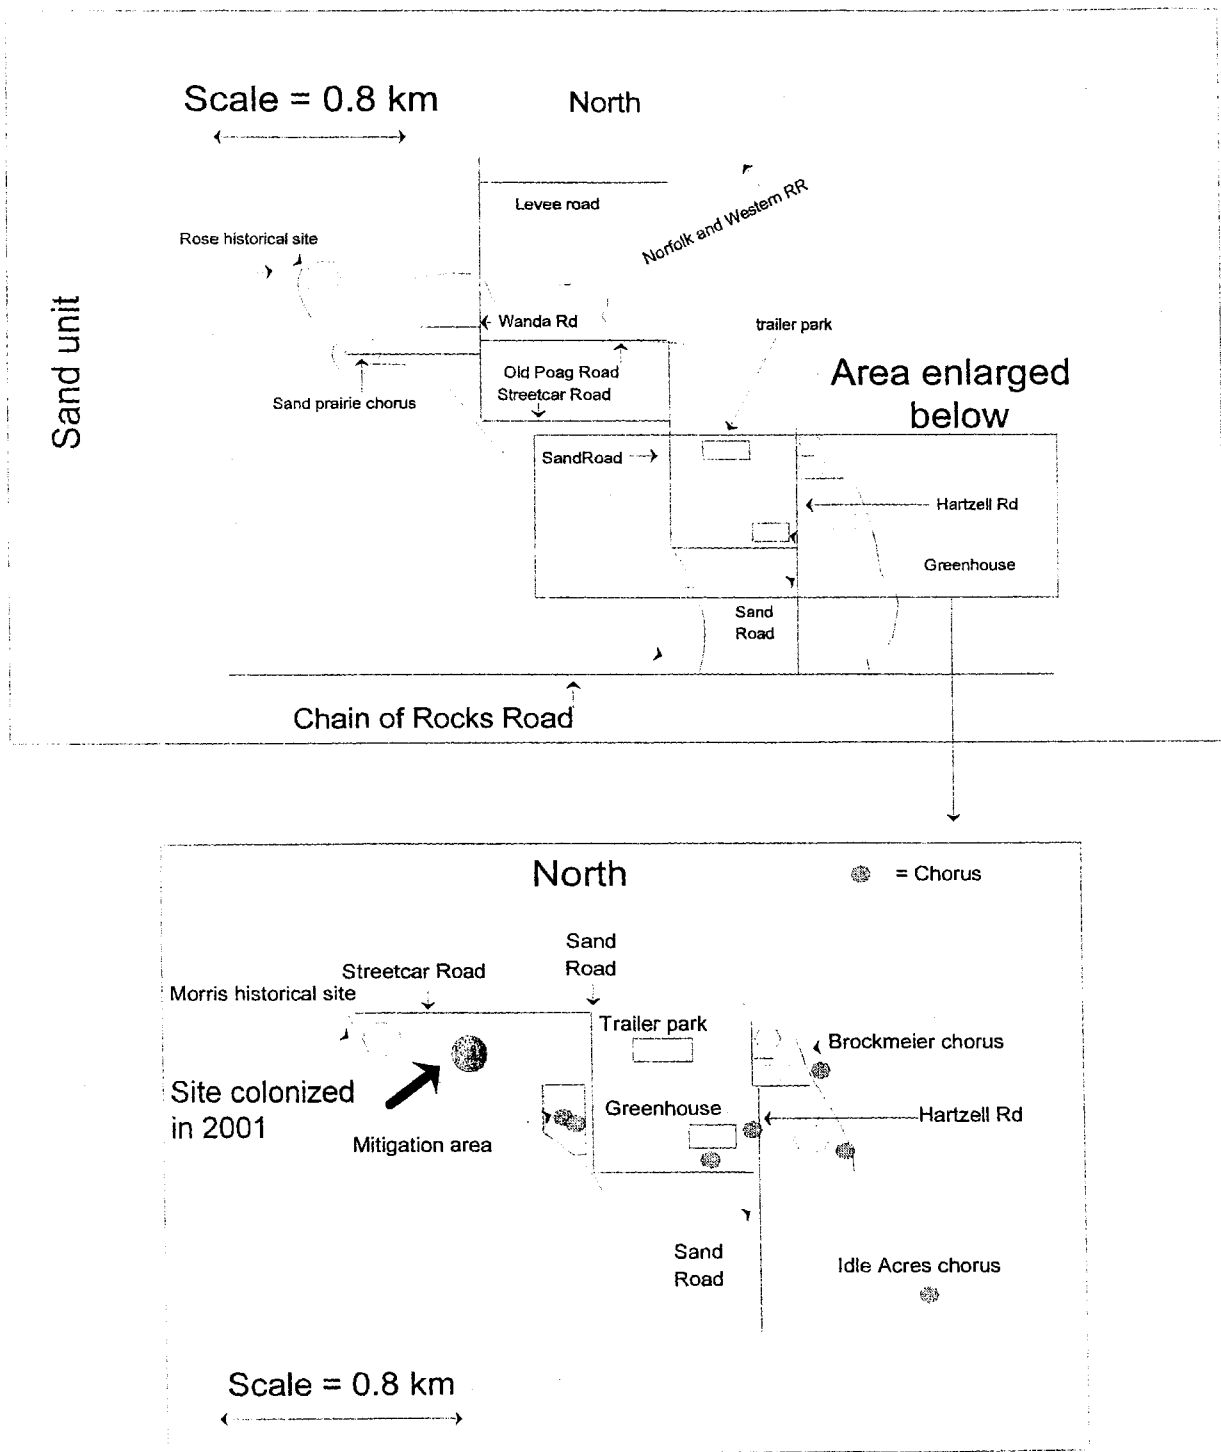 Scale = 0.8 km
North
Levee road
Norfolk and Western RR
Rose historical site
Sand unit
Wanda Rd
trailer park
Old Poag Road
Streetcar Road
Sand prairie chorus
Area enlarged
below
SandRoad
Hartzell Rd
Greenhouse
Sand
Road
Chain of Rocks Road
North
= Chorus
Sand
Road
Streetcar Road
Morris historical site
Trailer park
Brockmeier chorus
Site colonized
in 2001
Greenhouse
Hartzell Rd
Mitigation area
Sand
Road
Idle Acres chorus
Scale = 0.8 km